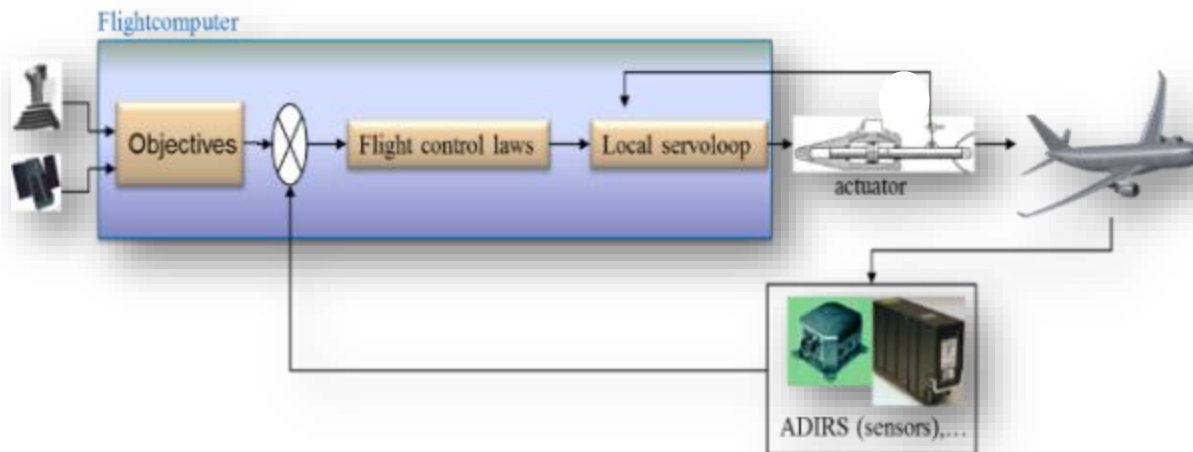 Flightcomputer
Objectives
Flight control laws
Local servoloop
actuator
ADIRS (sensors),...